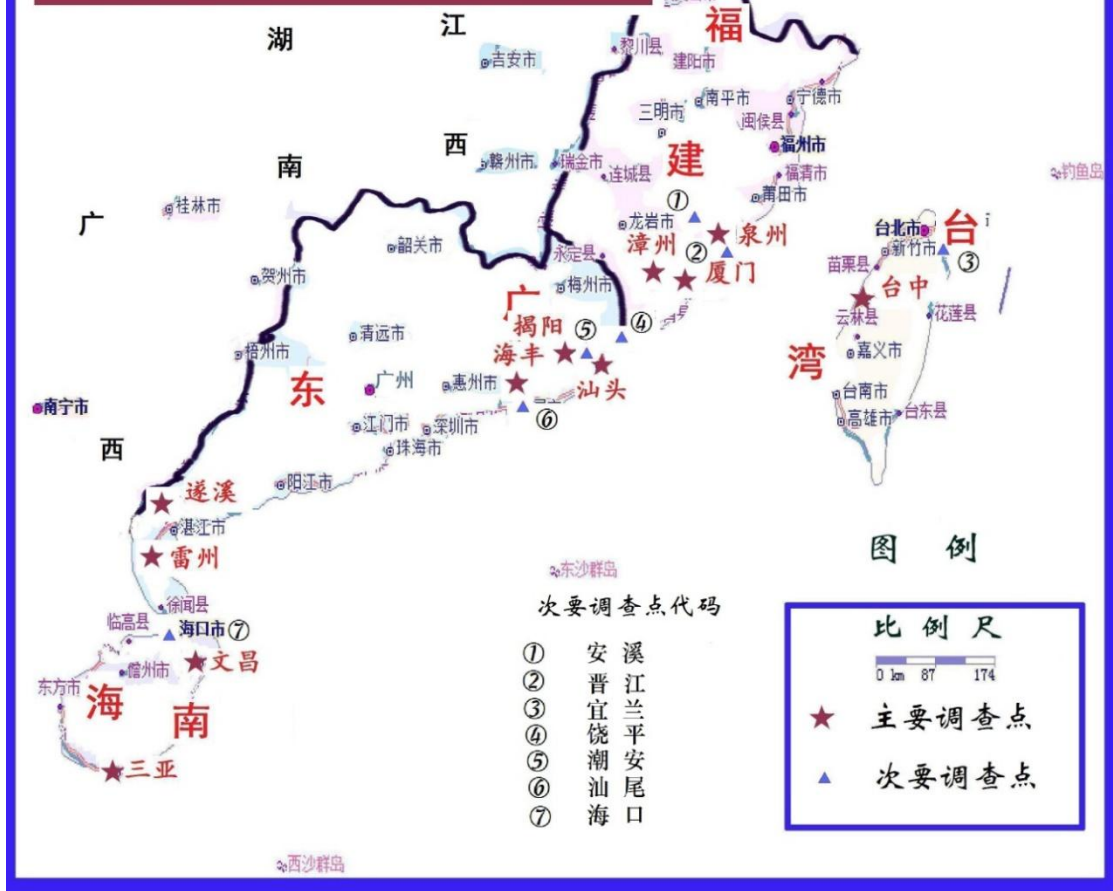 福
江
湖
黎川县
吉安市
建阳市
南平市
宁德市
三明市
闽侯县
西
建
福州市
南
赣州市
瑞金市
连城县
福清市
钓鱼岛
莆田市
桂林市
①
广
龙岩市
台北市
台
泉州
韶关市
漳州
②
新竹市
③
永定县
苗栗县
厦门
贺州市
梅州市
台中
广
花莲县
揭阳
⑤
④
云林县
清远市
海丰
梧州市
嘉义市
湾
东
广州
惠州市
汕头
台南市
南宁市
台东县
⑥
高雄市
江门市
深圳市
西
珠海市
遂溪
阳江市
湛江市
图 例
雷州
东沙群岛
徐闻县
次要调查点代码
临高县
海口市⑦
比 例 尺
① 安 溪
文昌
儋州市
0 km 87 174
② 晋 江
东方市
海
南
③ 宜 兰
主要调查点
④ 饶 平
⑤ 潮 安
三亚
次要调查点
⑥ 汕 尾
⑦ 海 口
西沙群岛